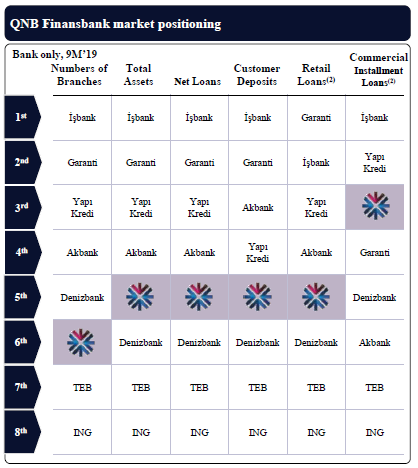 QNB Finansbank market positioning
Bank only, 9M'19
Numbers of Branches Total Assets Net Loans Customer Deposits Retail Loans(2) Commercial Installment Loans(2)
1st İşbank İşbank İşbank İşbank Garanti İşbank
2nd Garanti Garanti Garanti Garanti İşbank Yapı Kredi
3rd Yapı Kredi Yapı Kredi Yapı Kredi Akbank Yapı Kredi
4th Akbank Akbank Akbank Yapı Kredi Akbank Garanti
5th Denizbank Denizbank
6th Denizbank Denizbank Denizbank Denizbank Akbank
7th TEB TEB TEB TEB TEB TEB
8th ING ING ING ING ING ING